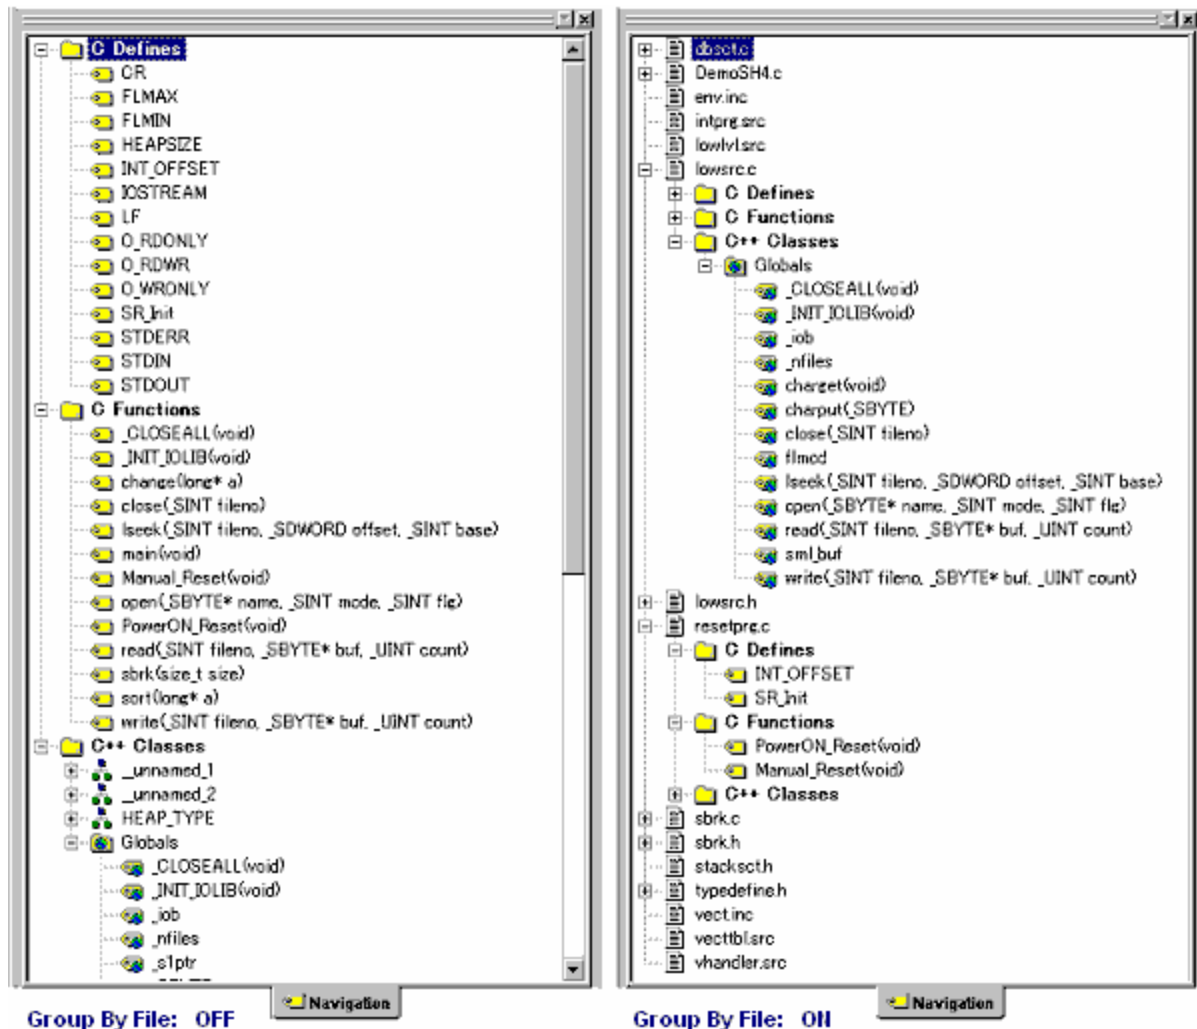 C Defines
CR
FLMAX
FLMIN
HEAPSIZE
INT_OFFSET
IOSTREAM
LF
O_RDONLY
O_RDWR
O_WRONLY
SR_Init
STDERR
STDIN
STDOUT
C Functions
_CLOSEALL(void)
_INIT_IOLIB(void)
change(long* a)
close(_SINT fileno)
lseek(_SINT fileno, _SDWORD offset, _SINT base)
main(void)
Manual_Reset(void)
open(_SBYTE* name, _SINT mode, _SINT flg)
PowerON_Reset(void)
read(_SINT fileno, _SBYTE* buf, _UINT count)
sbrk(size_t size)
sort(long* a)
write(_SINT fileno, _SBYTE* buf, _UINT count)
C++ Classes
__unnamed_1
__unnamed_2
HEAP_TYPE
Globals
_CLOSEALL(void)
_INIT_IOLIB(void)
_iob
_nfiles
_s1ptr
Navigation
Group By File: OFF
dbsct.c
DemoSH4.c
env.inc
intprg.src
lowlvl.src
lowsrc.c
C Defines
C Functions
C++ Classes
Globals
_CLOSEALL(void)
_INIT_IOLIB(void)
_iob
_nfiles
charget(void)
charput(_SBYTE)
close(_SINT fileno)
flmod
lseek(_SINT fileno, _SDWORD offset, _SINT base)
open(_SBYTE* name, _SINT mode, _SINT flg)
read(_SINT fileno, _SBYTE* buf, _UINT count)
sml_buf
write(_SINT fileno, _SBYTE* buf, _UINT count)
lowsrc.h
resetprg.c
C Defines
INT_OFFSET
SR_Init
C Functions
PowerON_Reset(void)
Manual_Reset(void)
C++ Classes
sbrk.c
sbrk.h
stacksct.h
typedefine.h
vect.inc
vecttbl.src
vhandler.src
Navigation
Group By File: ON